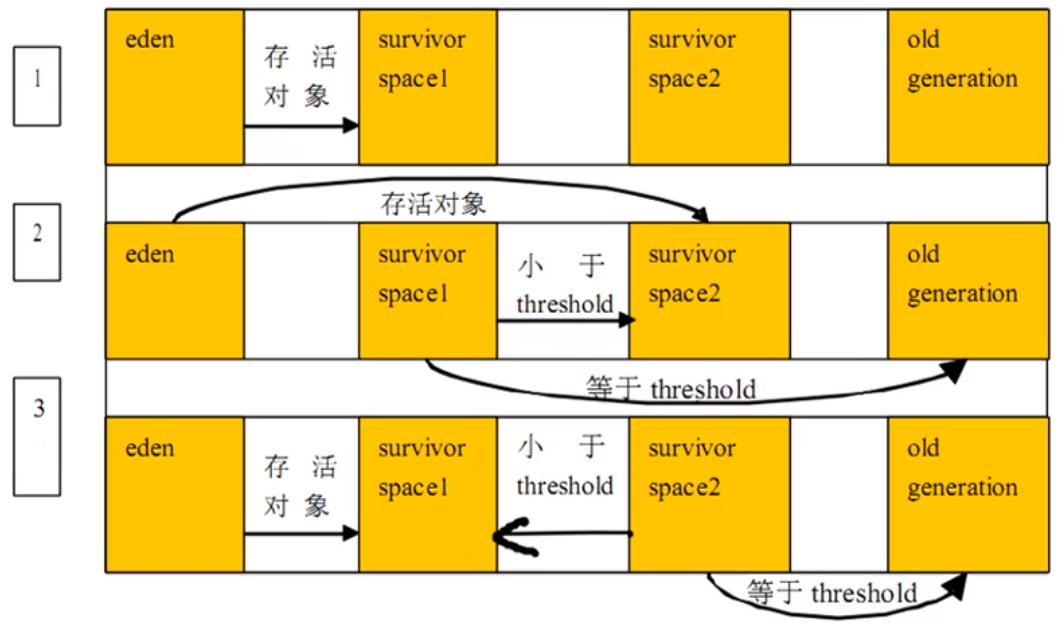 1
eden
存 活
对 象
survivor
space1
survivor
space2
old
generation
2
存活对象
eden
survivor
space1
小 于
threshold
survivor
space2
old
generation
等于 threshold
3
eden
存 活
对 象
survivor
space1
小 于
threshold
survivor
space2
old
generation
等于 threshold